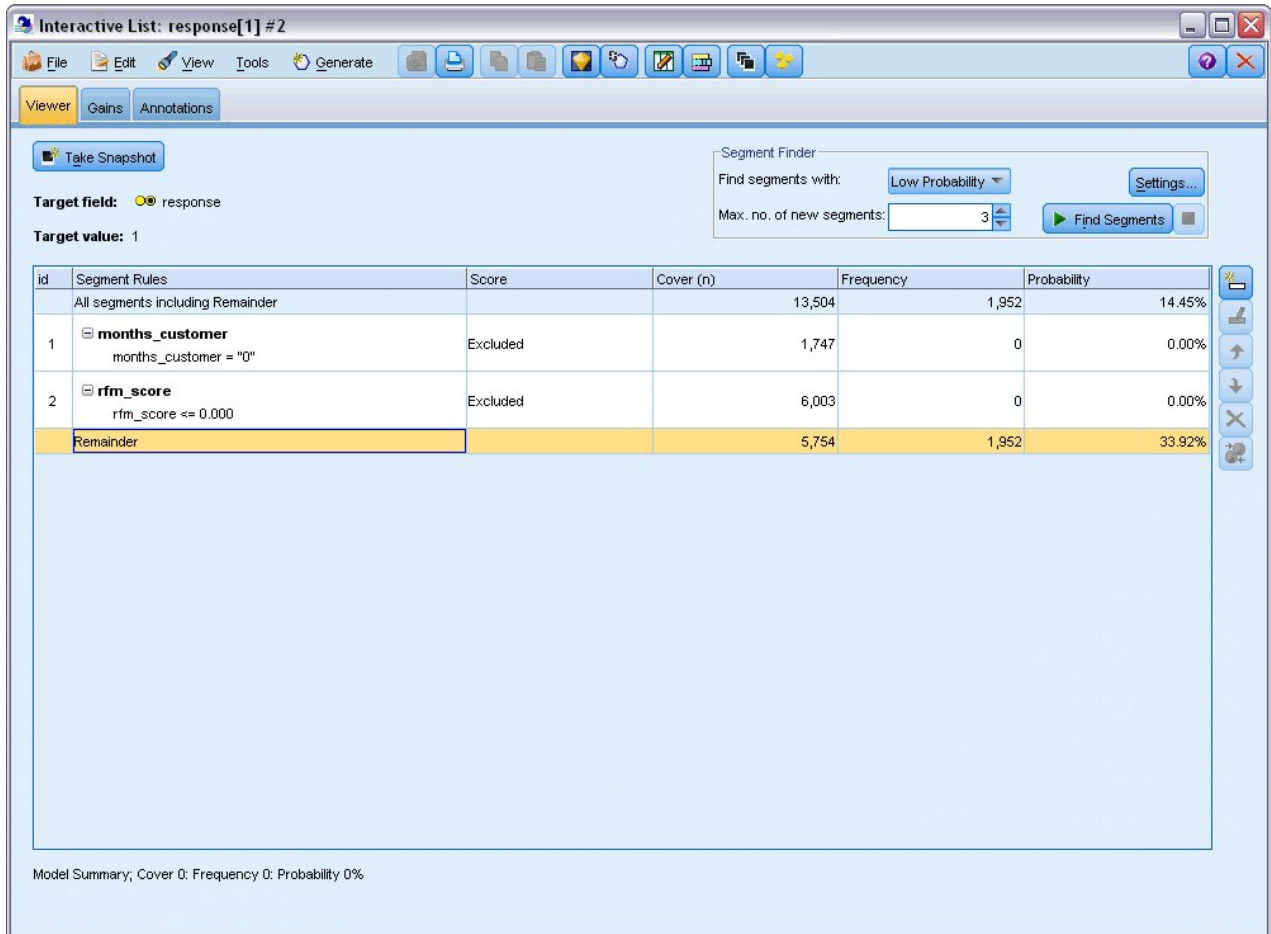 Interactive List: response[1] #2
File Edit View Tools Generate
Viewer Gains Annotations
Take Snapshot
Segment Finder
Find segments with: Low Probability Settings...
Target field: response
Max. no. of new segments: 3 Find Segments
Target value: 1
id Segment Rules Score Cover (n) Frequency Probability
All segments including Remainder 13,504 1,952 14.45%
1 months_customer Excluded 1,747 0 0.00%
months_customer = "0"
2 rfm_score Excluded 6,003 0 0.00%
rfm_score <= 0.000
Remainder 5,754 1,952 33.92%
Model Summary; Cover 0: Frequency 0: Probability 0%